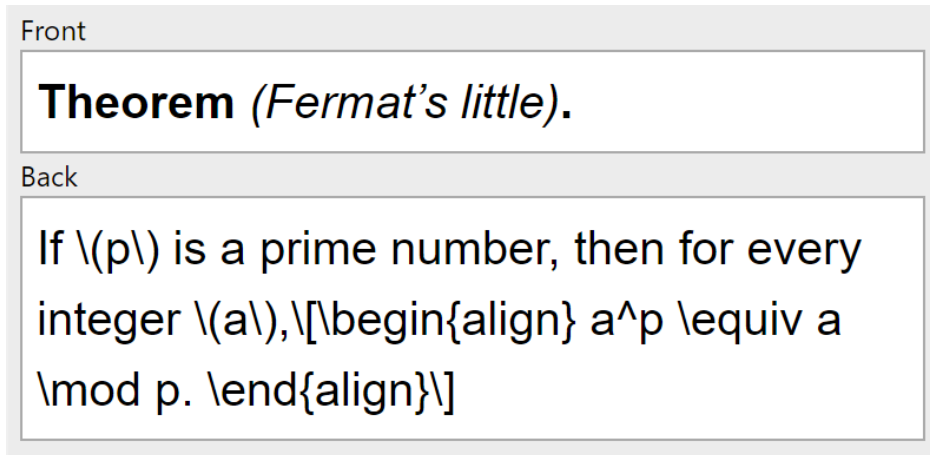 Front
Theorem (Fermat’s little).
Back
If \(p\) is a prime number, then for every
integer \(a\),\[\begin{align} a^p \equiv a
\mod p. \end{align}\]